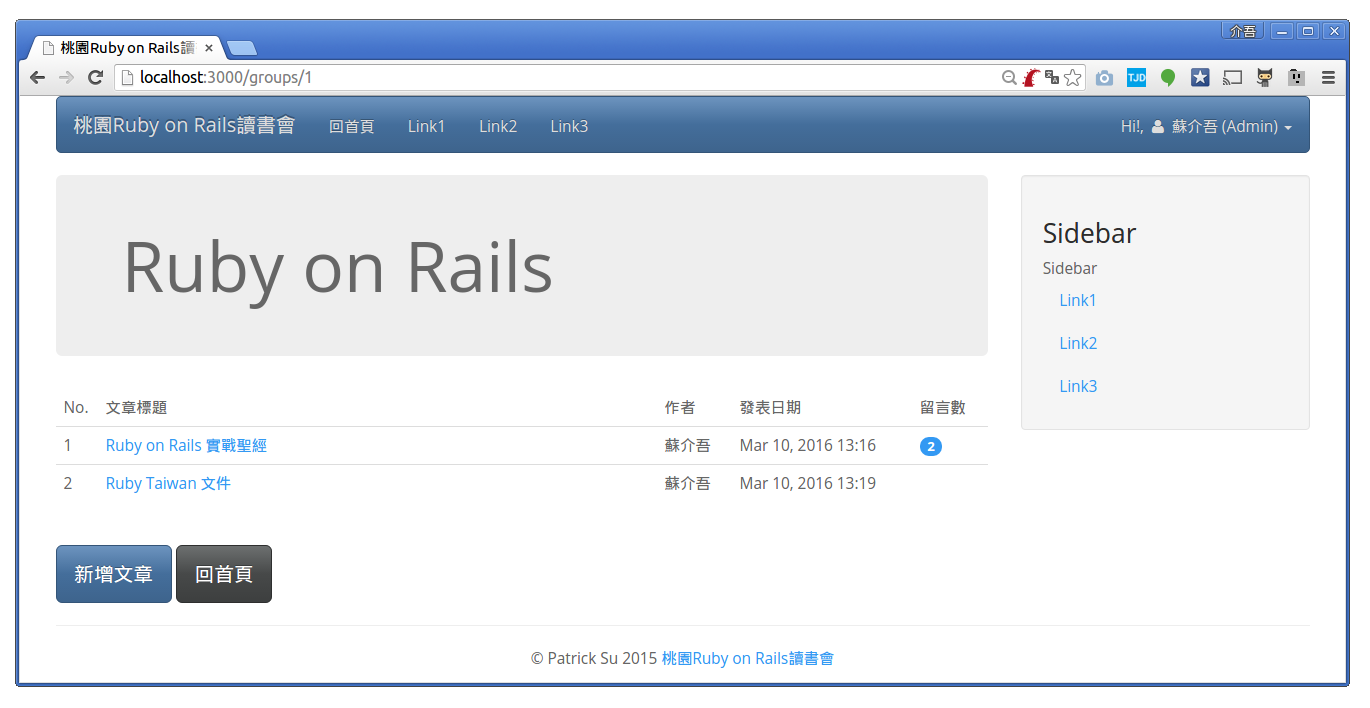 介吾
桃園Ruby on Rails讀
localhost:3000/groups/1
TJD
桃園Ruby on Rails讀書會 回首頁 Link1 Link2 Link3 Hi!, 蘇介吾 (Admin)
Ruby on Rails
Sidebar
Sidebar
Link1
Link2
Link3
No. 文章標題 作者 發表日期 留言數
1 Ruby on Rails 實戰聖經 蘇介吾 Mar 10, 2016 13:16 2
2 Ruby Taiwan 文件 蘇介吾 Mar 10, 2016 13:19
新增文章 回首頁
© Patrick Su 2015 桃園Ruby on Rails讀書會